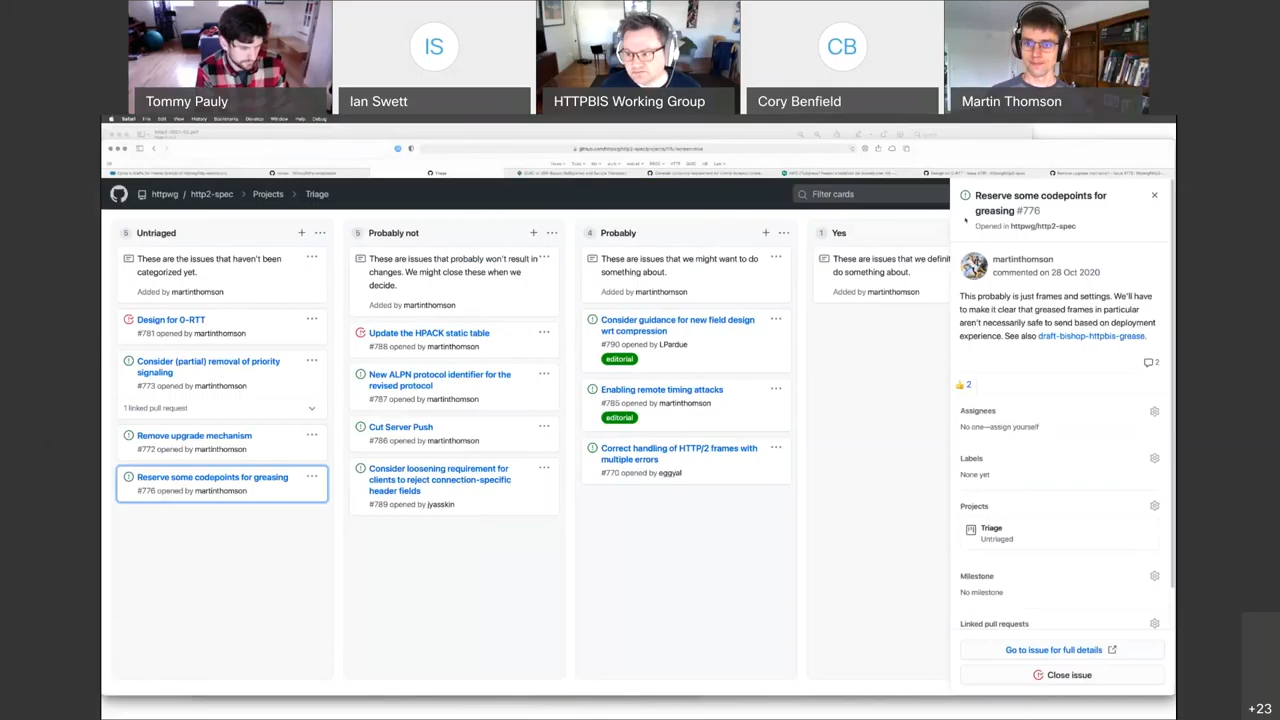 IS
CB
Tommy Pauly
Ian Swett
HTTPBIS Working Group
Cory Benfield
Martin Thomson
Safari File Edit View History Bookmarks Develop Window Help Debug
httpwg / http2-spec Projects Triage
Filter cards
5 Untriaged
These are the issues that haven't been
categorized yet.
Added by martinthomson
Design for 0-RTT
#781 opened by martinthomson
Consider (partial) removal of priority
signaling
#773 opened by martinthomson
1 linked pull request
Remove upgrade mechanism
#772 opened by martinthomson
Reserve some codepoints for greasing
#776 opened by martinthomson
5 Probably not
These are issues that probably won't result in
changes. We might close these when we
decide.
Added by martinthomson
Update the HPACK static table
#788 opened by martinthomson
New ALPN protocol identifier for the
revised protocol
#787 opened by martinthomson
Cut Server Push
#786 opened by martinthomson
Consider loosening requirement for
clients to reject connection-specific
header fields
#789 opened by jyasskin
4 Probably
These are issues that we might want to do
something about.
Added by martinthomson
Consider guidance for new field design
wrt compression
#790 opened by LPardue
editorial
Enabling remote timing attacks
#785 opened by martinthomson
editorial
Correct handling of HTTP/2 frames with
multiple errors
#770 opened by eggyal
1 Yes
These are issues that we defini
do something about.
Added by martinthomson
Reserve some codepoints for
greasing #776
Opened in httpwg/http2-spec
martinthomson
commented on 28 Oct 2020
This probably is just frames and settings. We'll have
to make it clear that greased frames in particular
aren't necessarily safe to send based on deployment
experience. See also draft-bishop-httpbis-grease.
2
2
Assignees
No one—assign yourself
Labels
None yet
Projects
Triage
Untriaged
Milestone
No milestone
Linked pull requests
Go to issue for full details
Close issue
+23